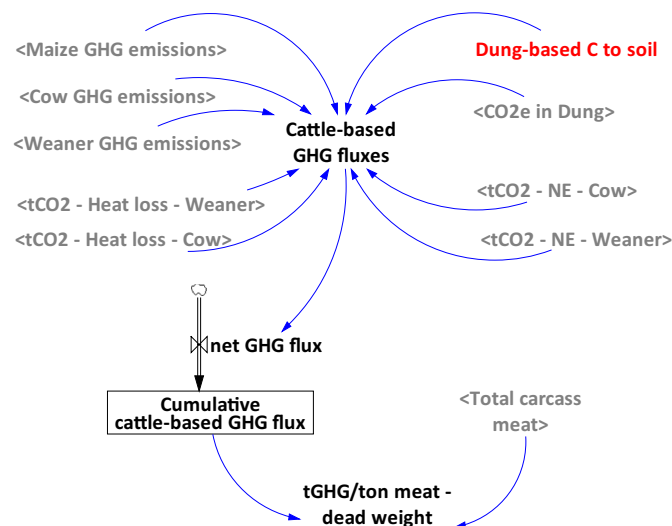 <Maize GHG emissions>
Dung-based C to soil
<Cow GHG emissions>
<CO2e in Dung>
<Weaner GHG emissions>
Cattle-based
GHG fluxes
<tCO2 - Heat loss - Weaner>
<tCO2 - NE - Cow>
<tCO2 - Heat loss - Cow>
<tCO2 - NE - Weaner>
net GHG flux
Cumulative
cattle-based GHG flux
<Total carcass
meat>
tGHG/ton meat -
dead weight